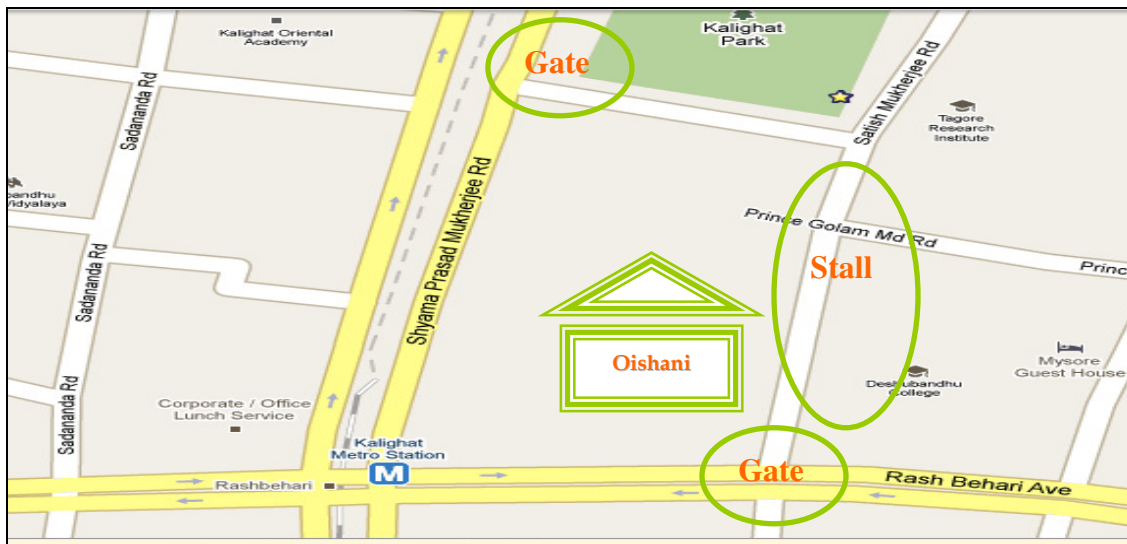 Kalighat Oriental
Academy
Gate
Kalighat
Park
Sadananda Rd
Satish Mukherjee Rd
Tagore
Research
Institute
Shyama Prasad Mukherjee Rd
Prince Golam Md Rd
Princ
Stall
Sadananda Rd
Oishani
Mysore
Guest House
Deshubandhu
College
Sadananda Rd
Corporate / Office
Lunch Service
Kalighat
Metro Station
M
Gate
Rashbehari
Rash Behari Ave